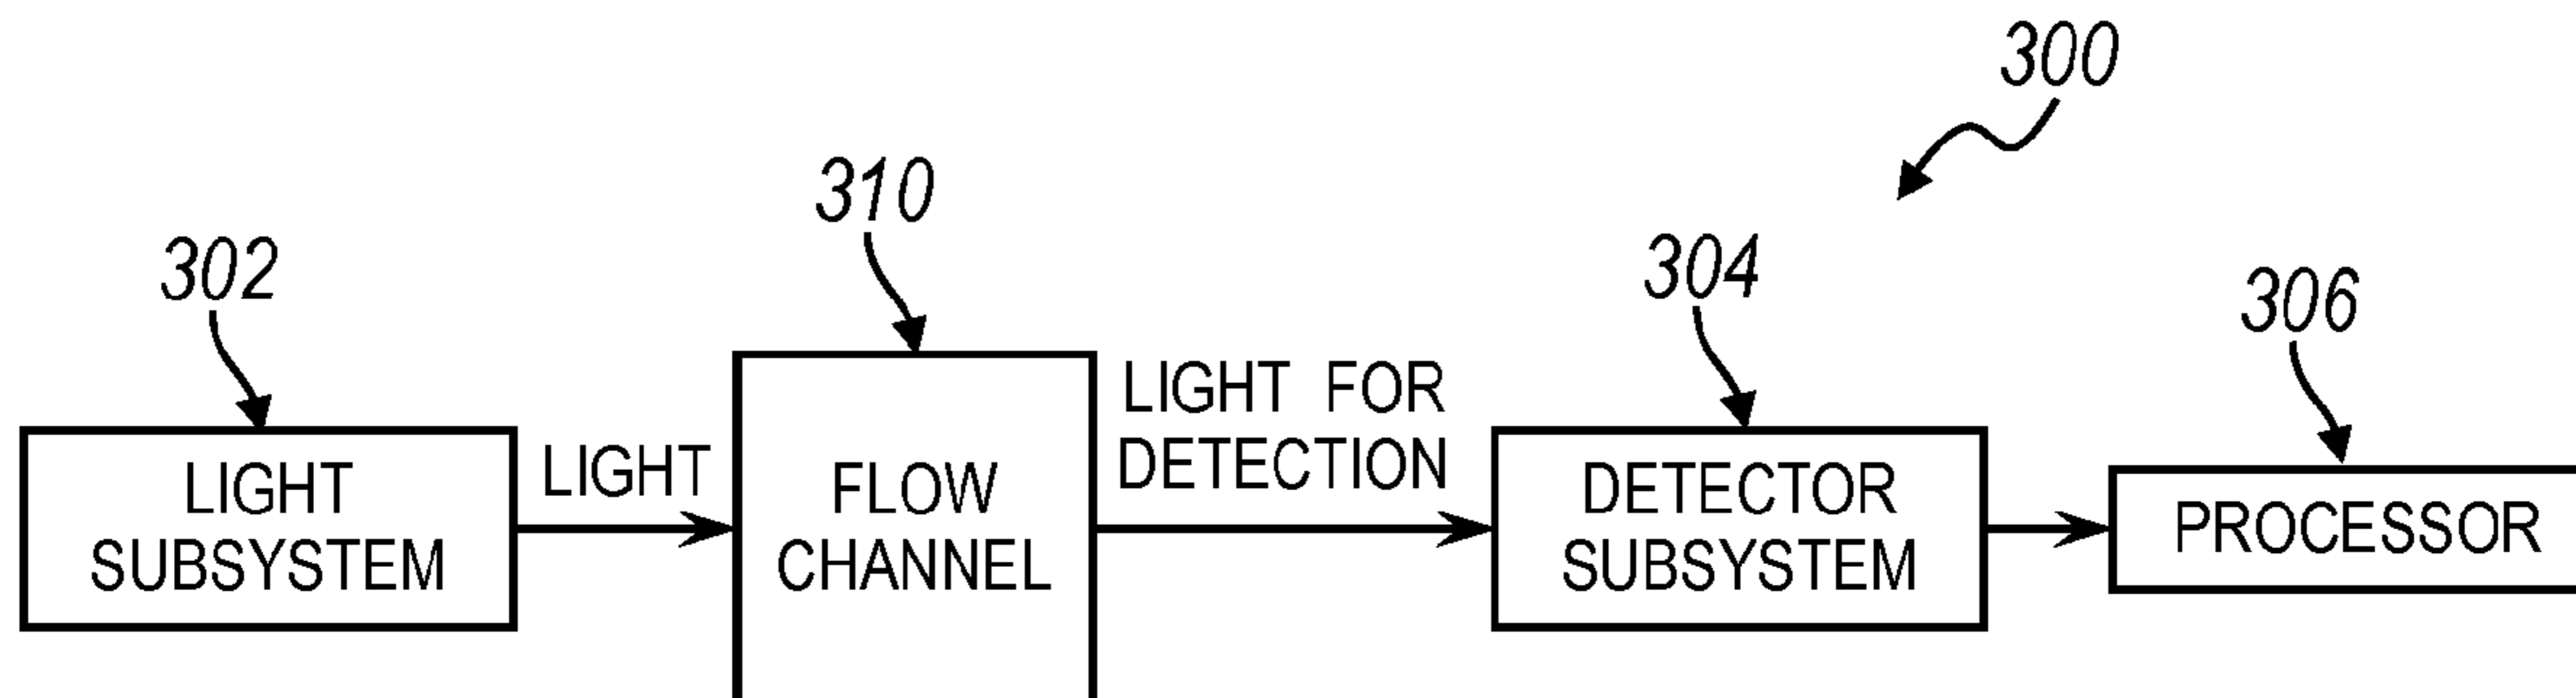 300
310
302
304
306
LIGHT FOR
DETECTION
LIGHT
SUBSYSTEM
LIGHT
FLOW
CHANNEL
DETECTOR
SUBSYSTEM
PROCESSOR